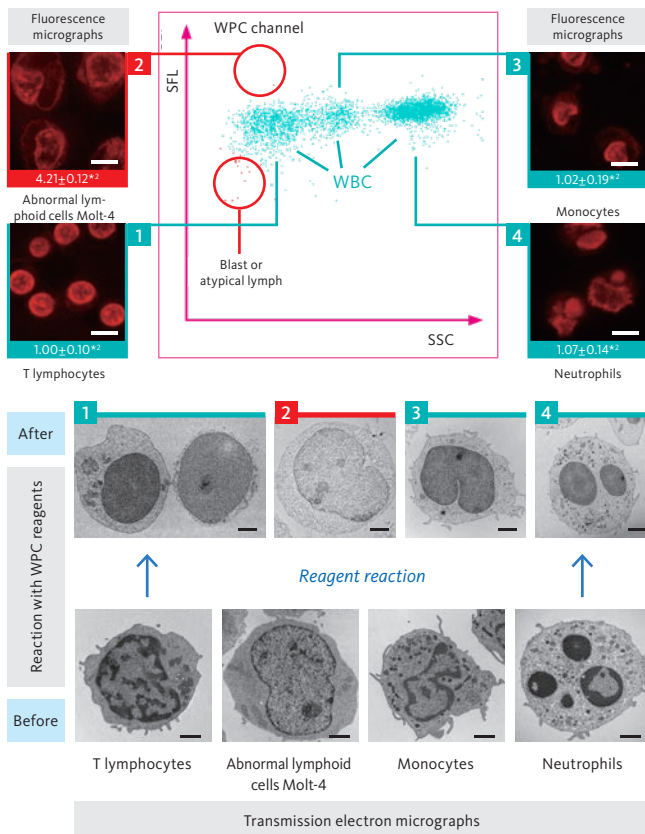 Fluorescence
micrographs
WPC channel
Fluorescence
micrographs
2
3
SFL
4.21±0.12*²
Abnormal lym-
phoid cells Molt-4
WBC
1.02±0.19*²
Monocytes
1
4
Blast or
atypical lymph
SSC
1.00±0.10*²
T lymphocytes
1.07±0.14*²
Neutrophils
1
2
3
4
After
Reaction with WPC reagents
Reagent reaction
Before
T lymphocytes
Abnormal lymphoid
cells Molt-4
Monocytes
Neutrophils
Transmission electron micrographs